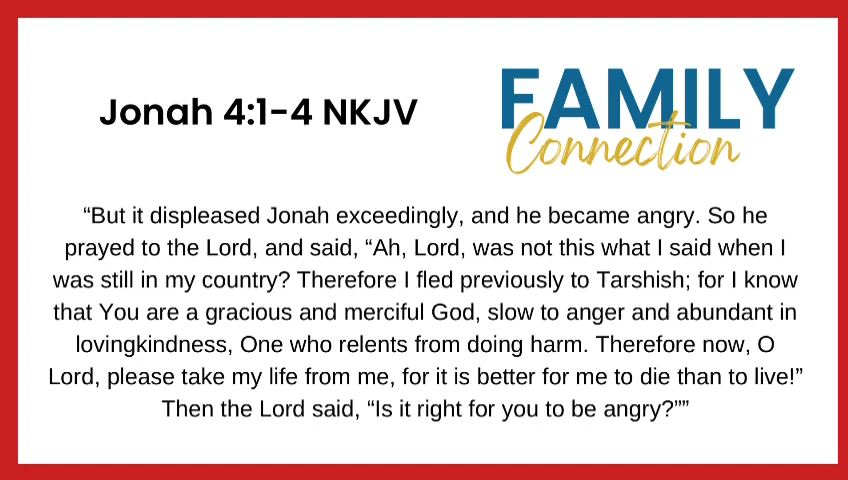 Jonah 4:1-4 NKJV
FAMILY
Connection
“But it displeased Jonah exceedingly, and he became angry. So he
prayed to the Lord, and said, “Ah, Lord, was not this what I said when I
was still in my country? Therefore I fled previously to Tarshish; for I know
that You are a gracious and merciful God, slow to anger and abundant in
lovingkindness, One who relents from doing harm. Therefore now, O
Lord, please take my life from me, for it is better for me to die than to live!”
Then the Lord said, “Is it right for you to be angry?””